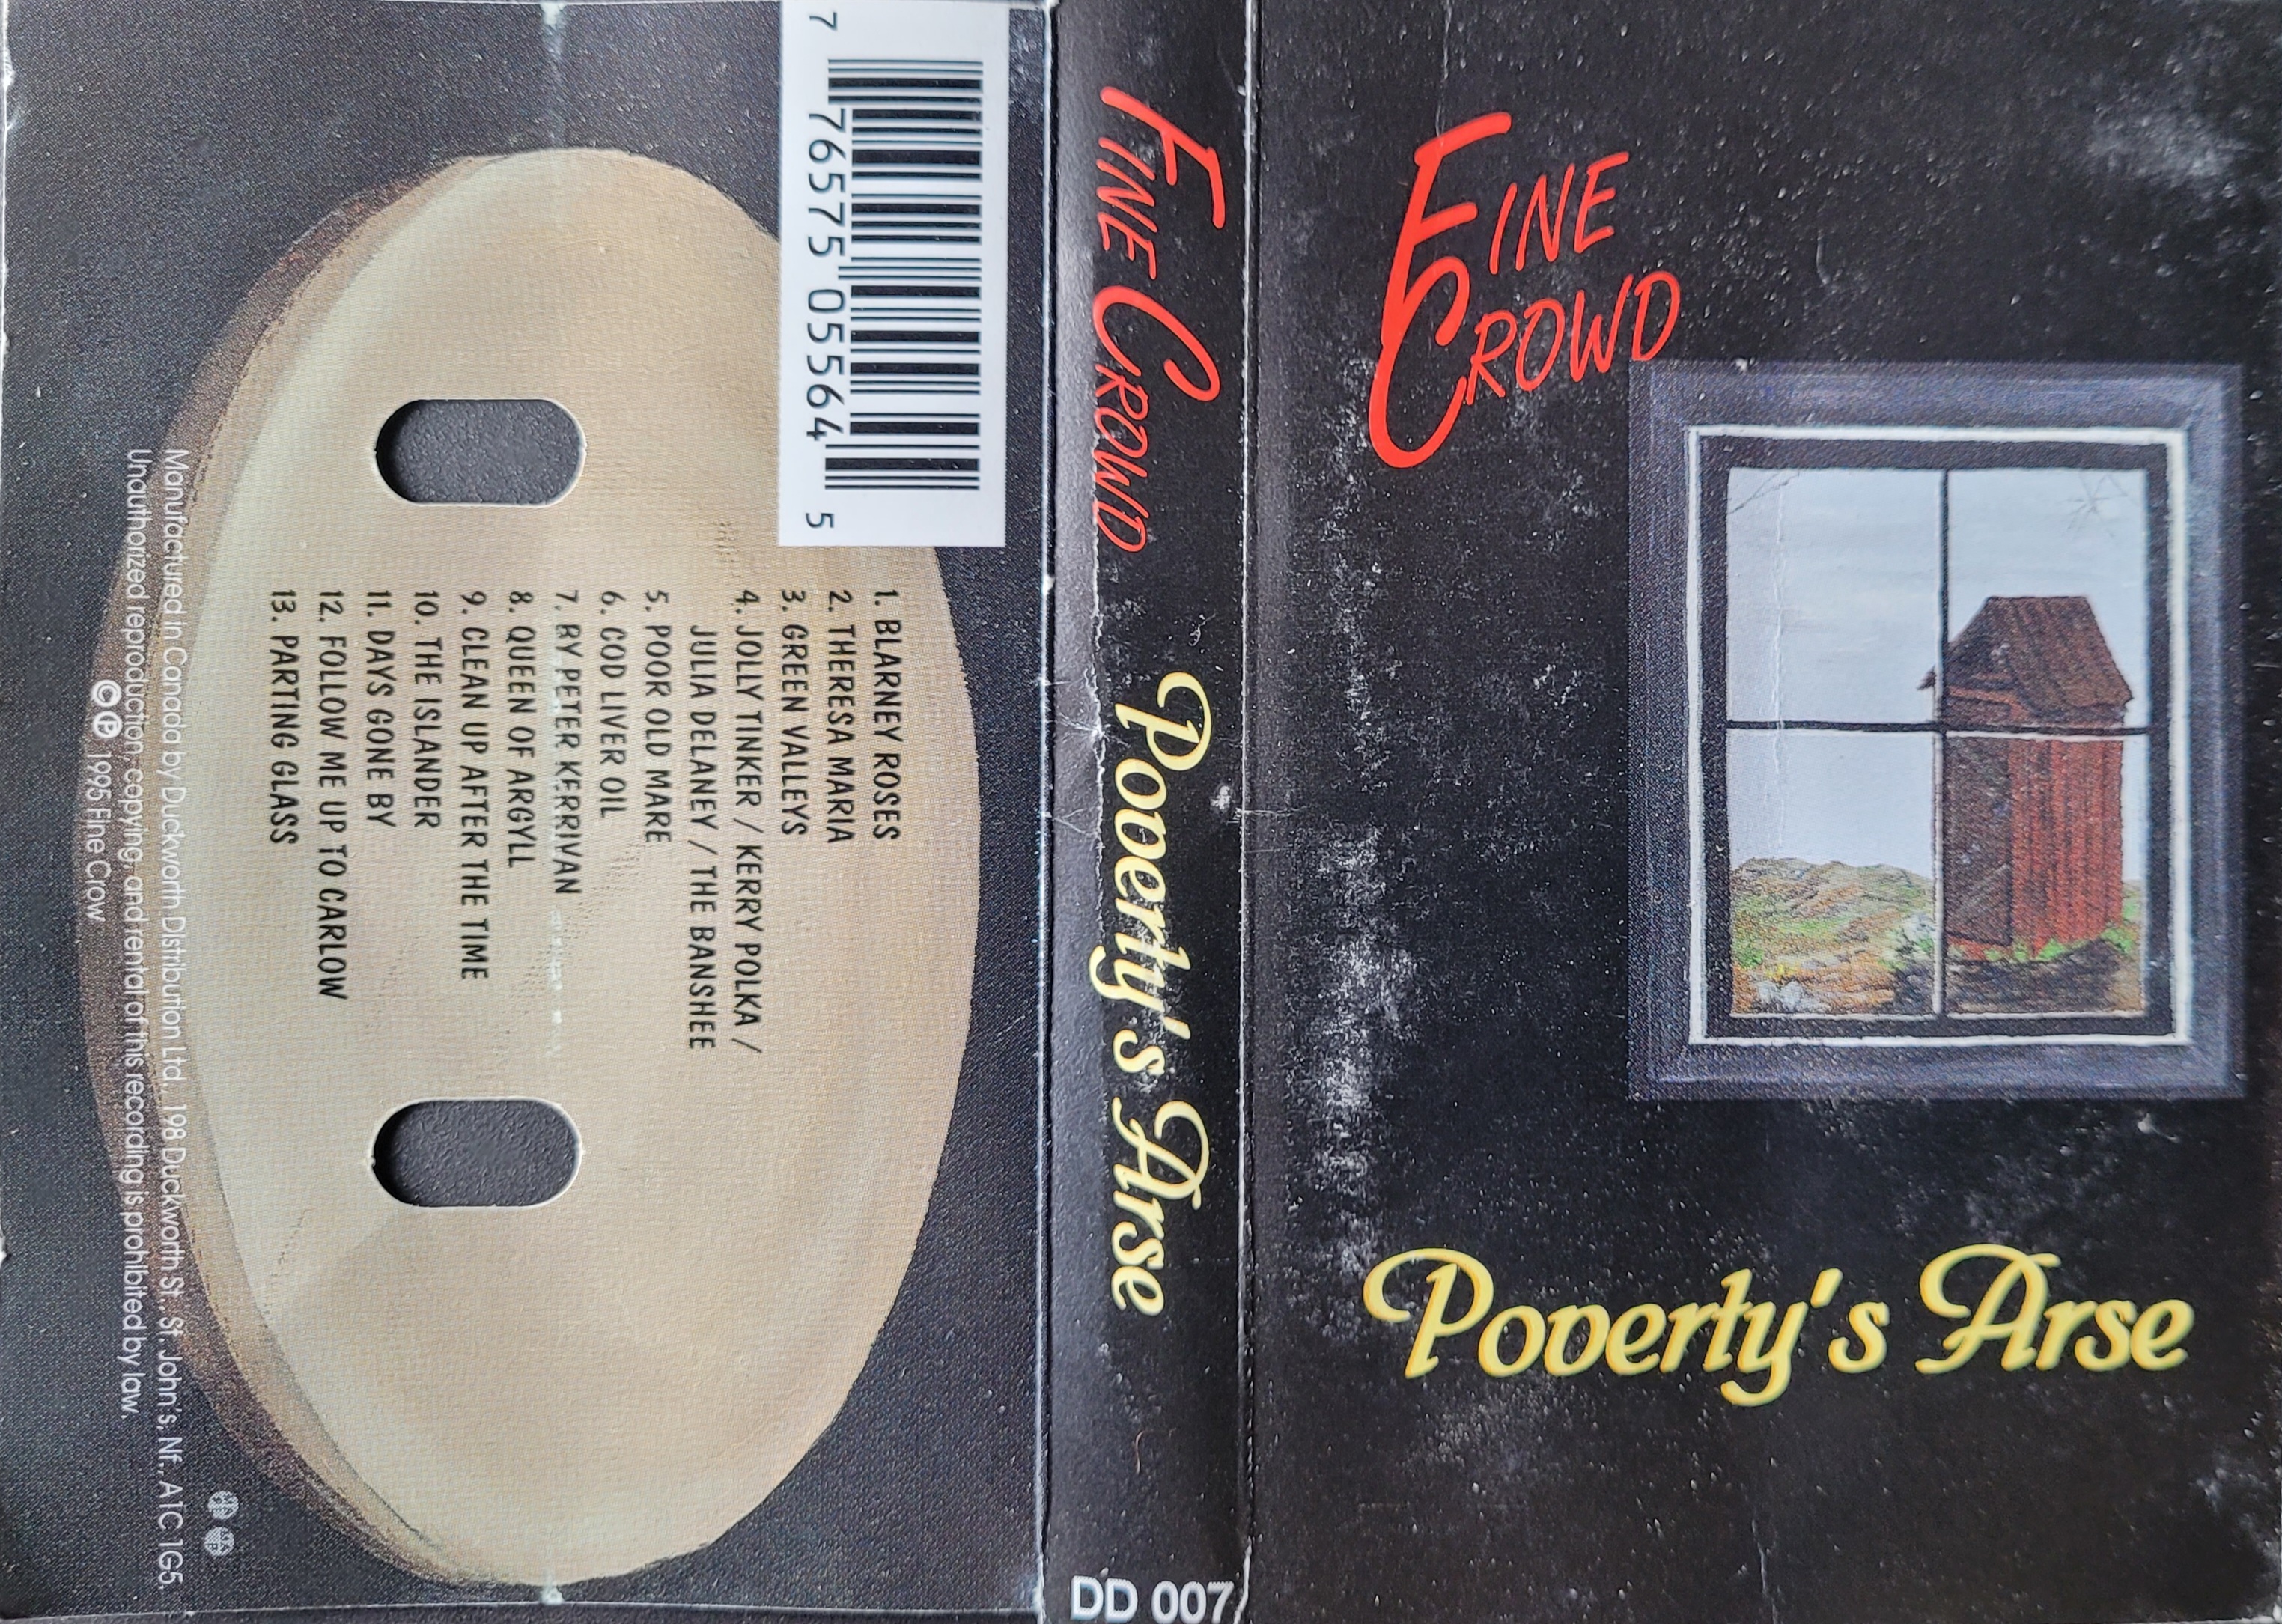 FINE
CROWD
Poverty's Arse
FINE CROWD Poverty's Arse DD 007
7 76575 05564 5
1. BLARNEY ROSES
2. THERESA MARIA
3. GREEN VALLEYS
4. JOLLY TINKER / KERRY POLKA /
JULIA DELANEY / THE BANSHEE
5. POOR OLD MARE
6. COD LIVER OIL
7. BY PETER KERRIVAN
8. QUEEN OF ARGYLL
9. CLEAN UP AFTER THE TIME
10. THE ISLANDER
11. DAYS GONE BY
12. FOLLOW ME UP TO CARLOW
13. PARTING GLASS
Manufactured in Canada by Duckworth Distribution Ltd., 198 Duckworth St., St. John's, Nf., A1C 1G5.
Unauthorized reproduction, copying, and rental of this recording is prohibited by law.
© ℗ 1995 Fine Crow